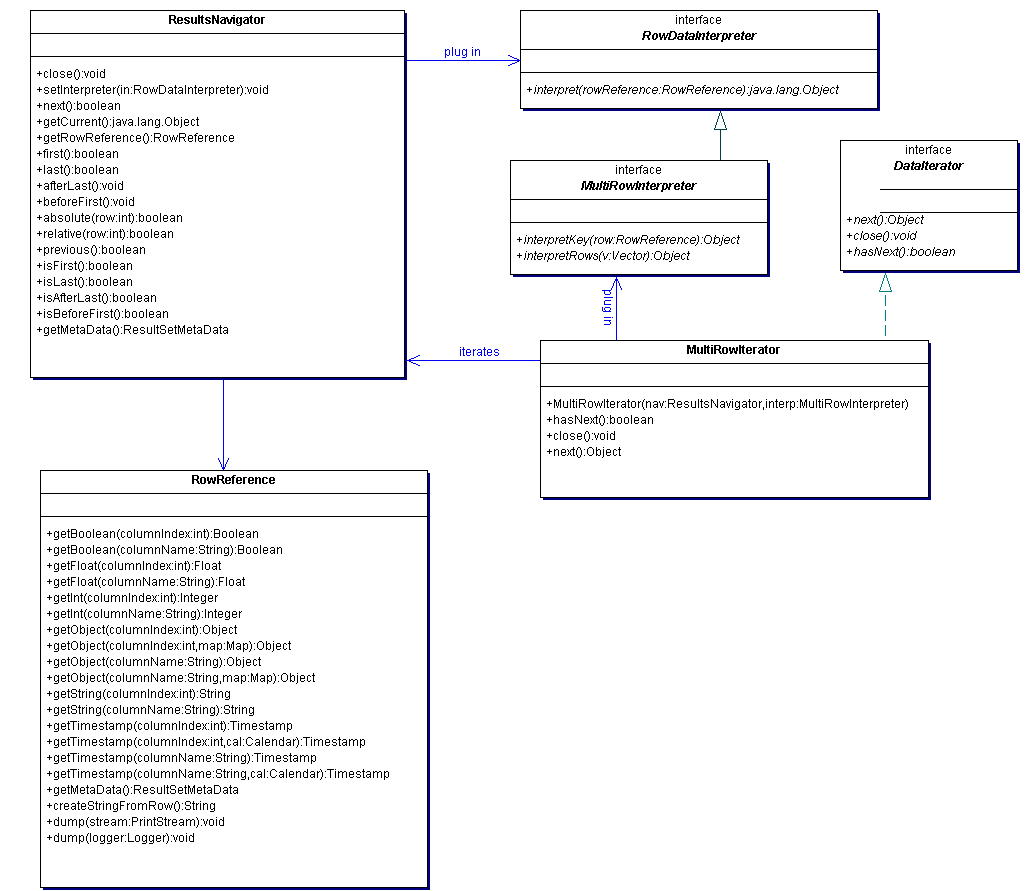 ResultsNavigator
+close():void
+setInterpreter(in:RowDataInterpreter):void
+next():boolean
+getCurrent():java.lang.Object
+getRowReference():RowReference
+first():boolean
+last():boolean
+afterLast():void
+beforeFirst():void
+absolute(row:int):boolean
+relative(row:int):boolean
+previous():boolean
+isFirst():boolean
+isLast():boolean
+isAfterLast():boolean
+isBeforeFirst():boolean
+getMetaData():ResultSetMetaData
plug in
interface
RowDataInterpreter
+interpret(rowReference:RowReference):java.lang.Object
interface
MultiRowInterpreter
+interpretKey(row:RowReference):Object
+interpretRows(v:Vector):Object
interface
DataIterator
+next():Object
+close():void
+hasNext():boolean
plug in
iterates
MultiRowIterator
+MultiRowIterator(nav:ResultsNavigator,interp:MultiRowInterpreter)
+hasNext():boolean
+close():void
+next():Object
RowReference
+getBoolean(columnIndex:int):Boolean
+getBoolean(columnName:String):Boolean
+getFloat(columnIndex:int):Float
+getFloat(columnName:String):Float
+getInt(columnIndex:int):Integer
+getInt(columnName:String):Integer
+getObject(columnIndex:int):Object
+getObject(columnIndex:int,map:Map):Object
+getObject(columnName:String):Object
+getObject(columnName:String,map:Map):Object
+getString(columnIndex:int):String
+getString(columnName:String):String
+getTimestamp(columnIndex:int):Timestamp
+getTimestamp(columnIndex:int,cal:Calendar):Timestamp
+getTimestamp(columnName:String):Timestamp
+getTimestamp(columnName:String,cal:Calendar):Timestamp
+getMetaData():ResultSetMetaData
+createStringFromRow():String
+dump(stream:PrintStream):void
+dump(logger:Logger):void